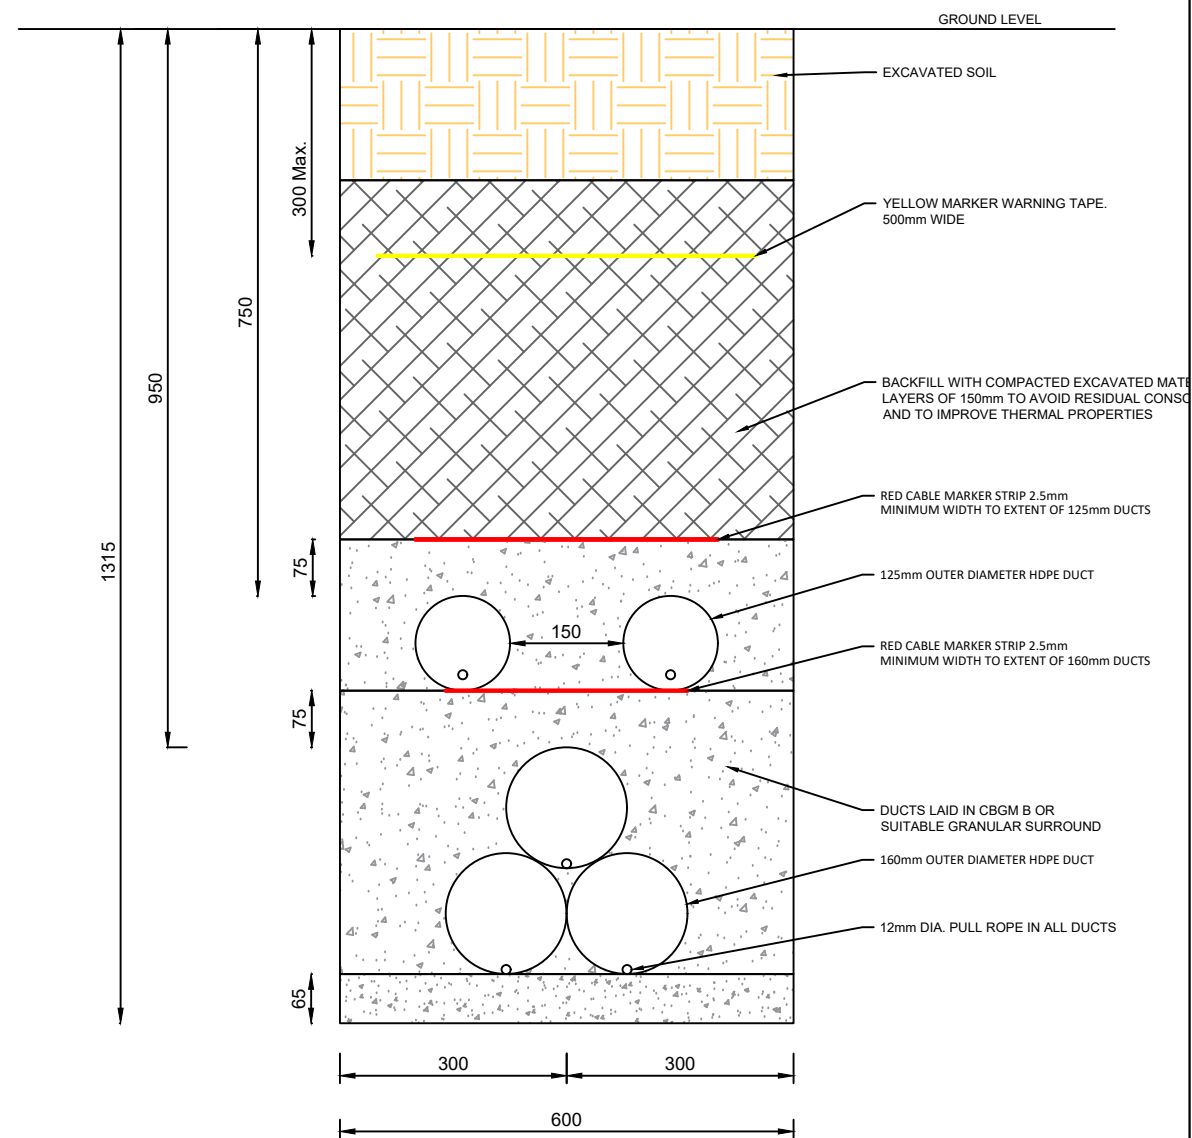 GROUND LEVEL
EXCAVATED SOIL
300 Max.
YELLOW MARKER WARNING TAPE.
500mm WIDE
750
950
BACKFILL WITH COMPACTED EXCAVATED
LAYERS OF 150mm TO AVOID RESIDUAL
AND TO IMPROVE THERMAL PROPERTIES
RED CABLE MARKER STRIP 2.5mm
MINIMUM WIDTH TO EXTENT OF 125mm DUCTS
1315
75
125mm OUTER DIAMETER HDPE DUCT
150
RED CABLE MARKER STRIP 2.5mm
MINIMUM WIDTH TO EXTENT OF 160mm DUCTS
75
DUCTS LAID IN CBGM B OR
SUITABLE GRANULAR SURROUND
160mm OUTER DIAMETER HDPE DUCT
12mm DIA. PULL ROPE IN ALL DUCTS
65
300
300
600